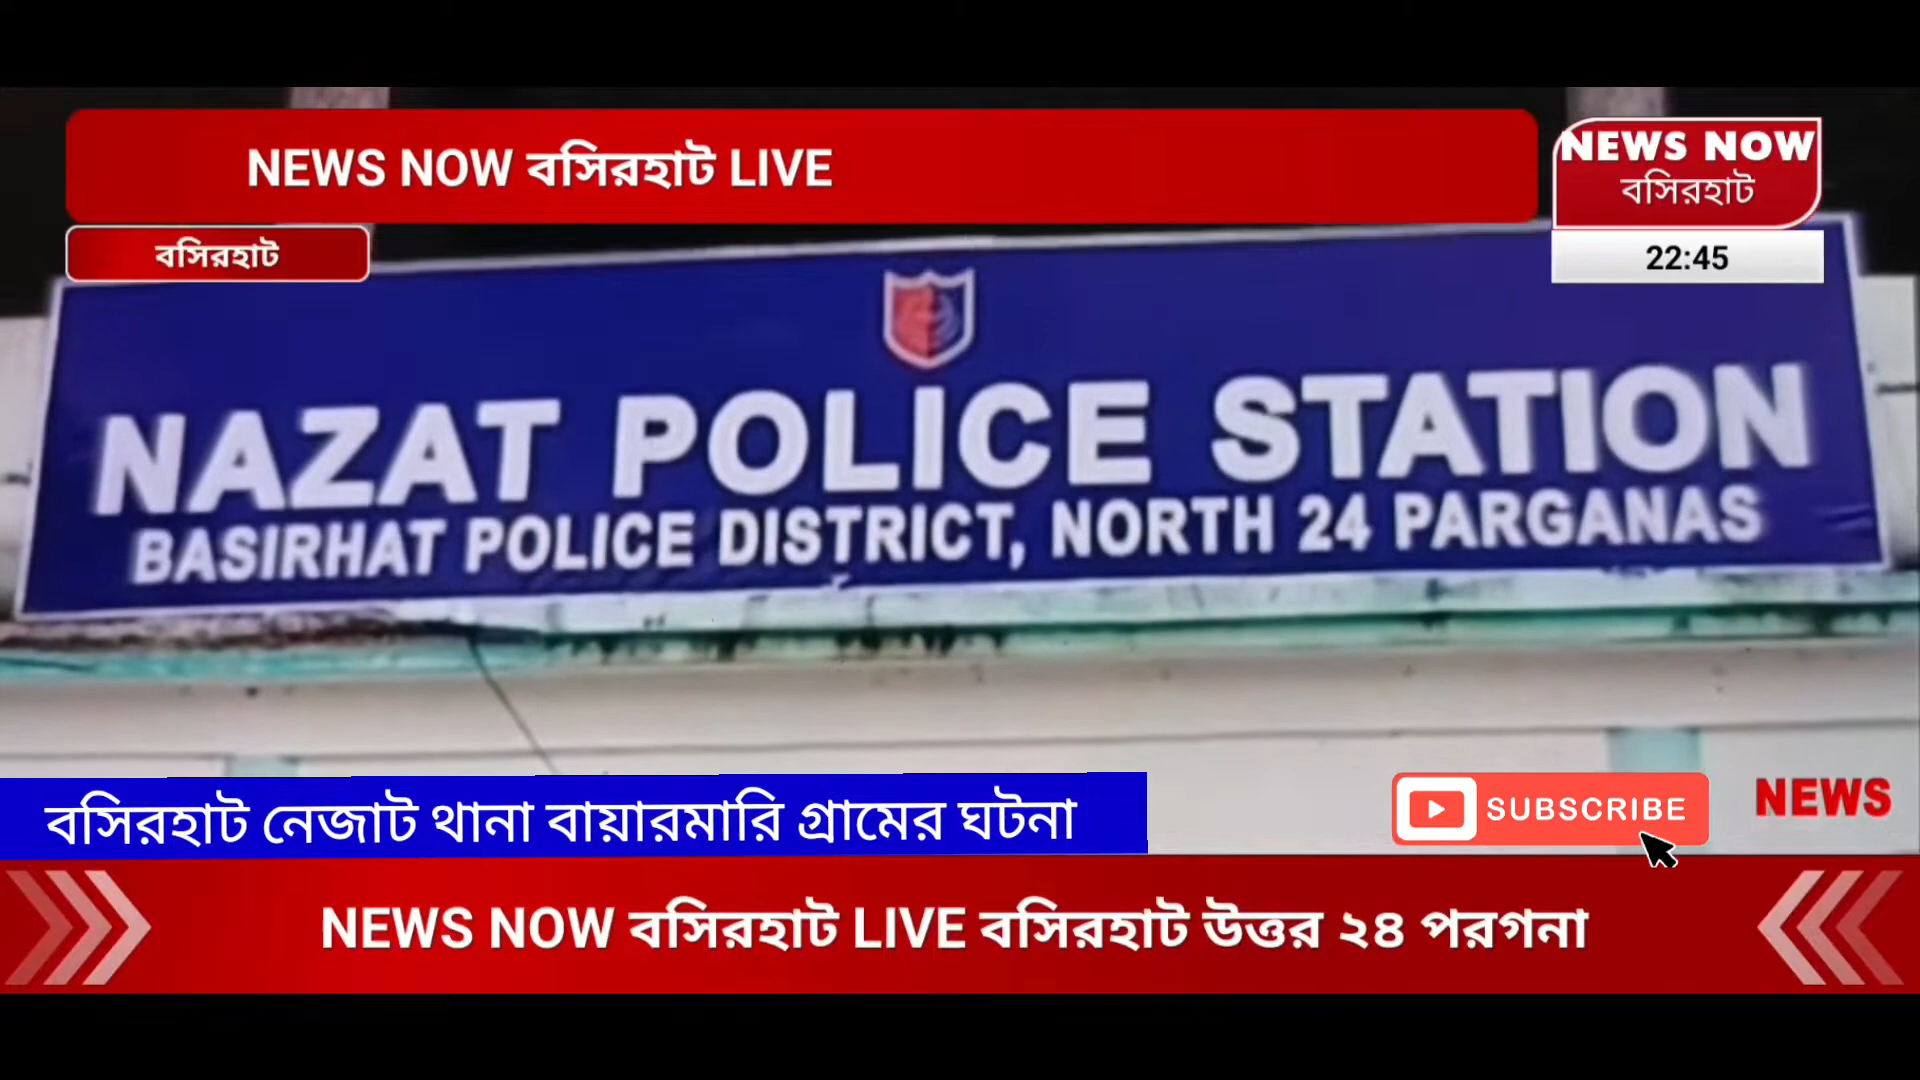 NEWS NOW বসিরহাট LIVE
NEWS NOW
বসিরহাট
22:45
বসিরহাট
NAZAT POLICE STATION
BASIRHAT POLICE DISTRICT, NORTH 24 PARGANAS
বসিরহাট নেজাট থানা বায়ারমারি গ্রামের ঘটনা
SUBSCRIBE
NEWS
NEWS NOW বসিরহাট LIVE বসিরহাট উত্তর ২৪ পরগনা